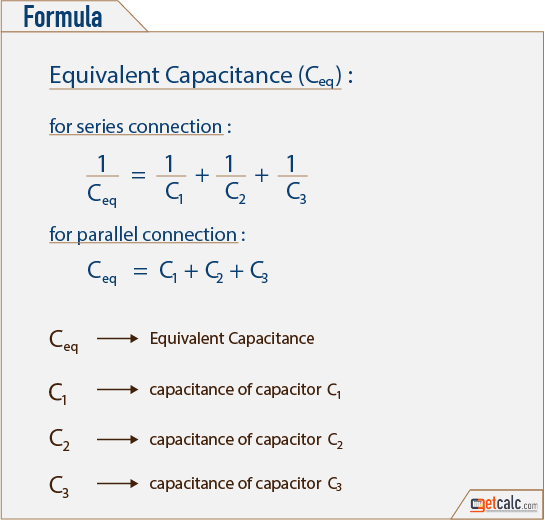 Formula
Equivalent Capacitance (Ceq) :
for series connection :
1/Ceq = 1/C1 + 1/C2 + 1/C3
for parallel connection :
Ceq = C1 + C2 + C3
Ceq → Equivalent Capacitance
C1 → capacitance of capacitor C1
C2 → capacitance of capacitor C2
C3 → capacitance of capacitor C3
getcalc.com